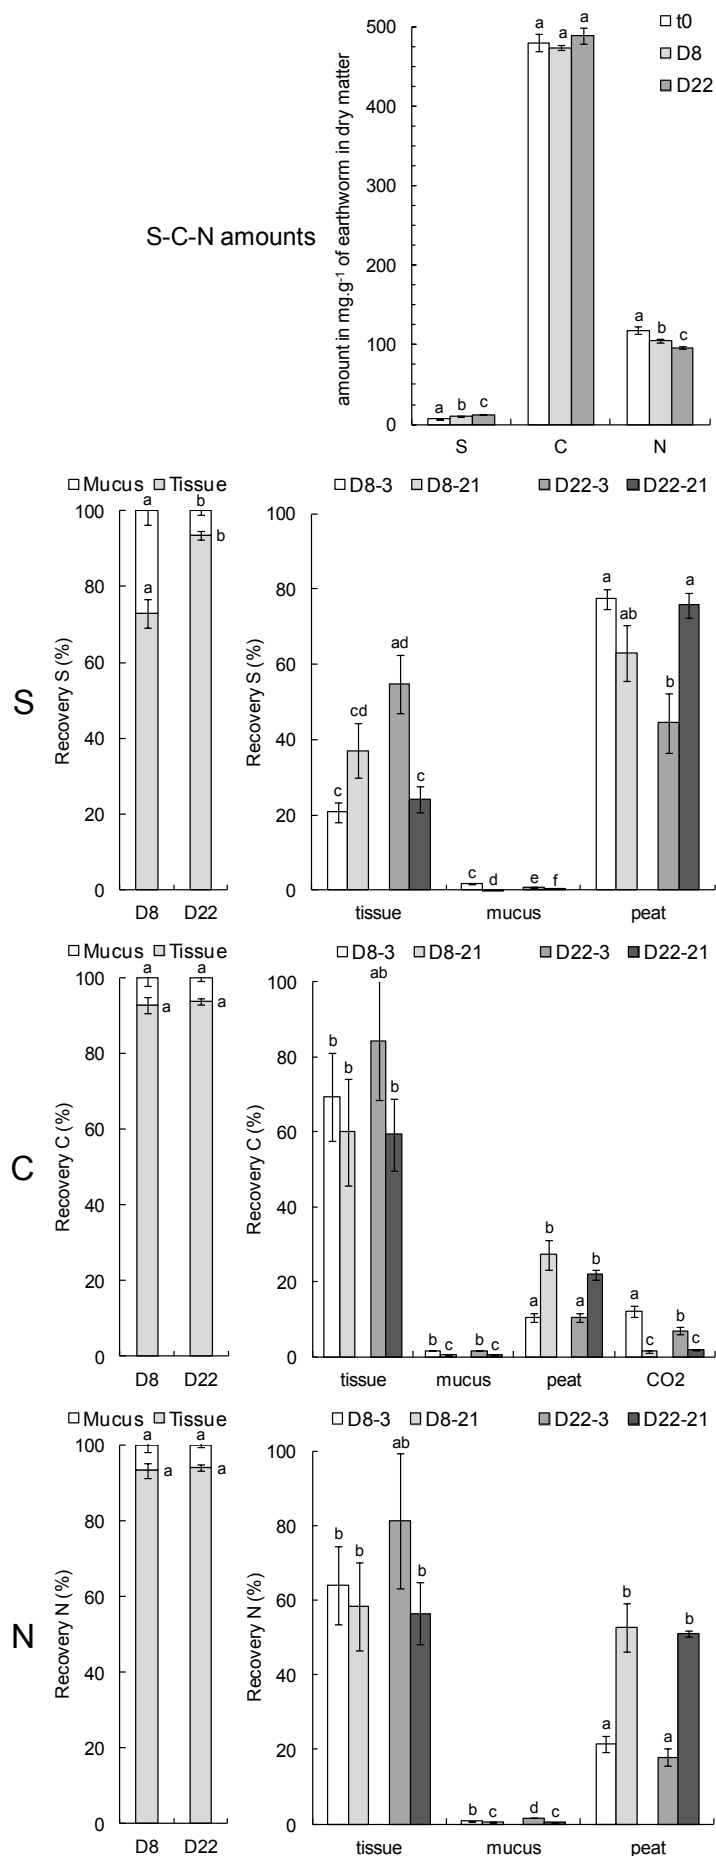 t0
D8
D22
S-C-N amounts
amount in mg.g-1 of earthworm in dry matter
500
400
300
200
100
0
a b c
a a a
a b c
S C N
S
Mucus Tissue
Recovery S (%)
100
80
60
40
20
0
a b
a b
D8 D22
D8-3 D8-21 D22-3 D22-21
Recovery S (%)
100
80
60
40
20
0
c cd ad c
c d e f
a ab b a
tissue mucus peat
C
Mucus Tissue
Recovery C (%)
100
80
60
40
20
0
a a
a a
D8 D22
D8-3 D8-21 D22-3 D22-21
Recovery C (%)
100
80
60
40
20
0
b b ab b
b c b c
a b a b
a c b c
tissue mucus peat CO2
N
Mucus Tissue
Recovery N (%)
100
80
60
40
20
0
a a
a a
D8 D22
D8-3 D8-21 D22-3 D22-21
Recovery N (%)
100
80
60
40
20
0
b b ab b
b c d c
a b a b
tissue mucus peat